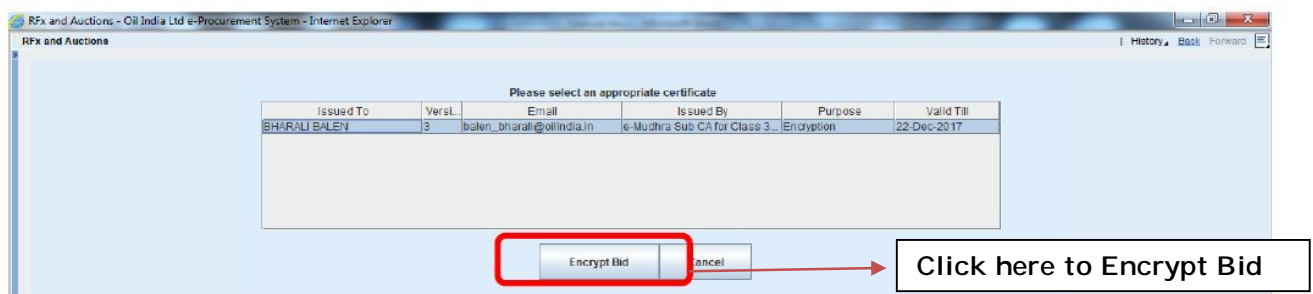 RFx and Auctions - Oil India Ltd e-Procurement System - Internet Explorer
RFx and Auctions
History Back Forward
Please select an appropriate certificate
Issued To Versi... Email Issued By Purpose Valid Till
BHARALI BALEN 3 balen_bharali@oilindia.in e-Mudhra Sub CA for Class 3... Encryption 22-Dec-2017
Encrypt Bid Cancel
Click here to Encrypt Bid